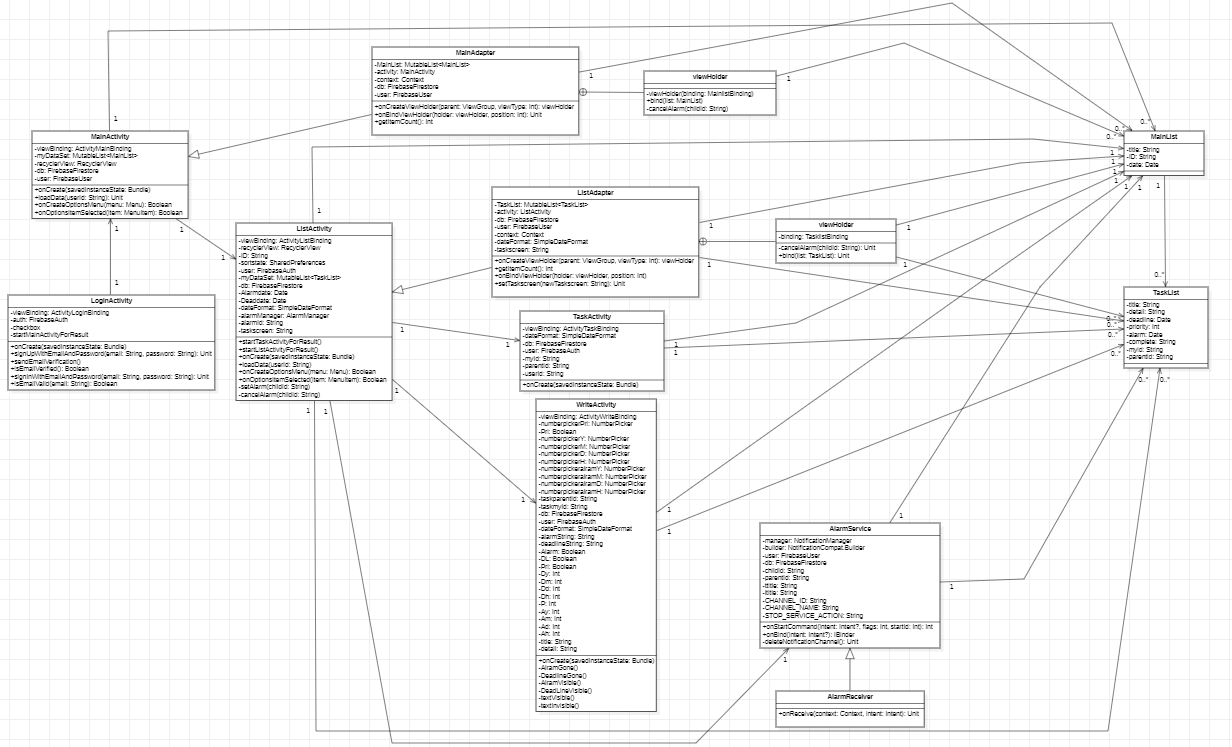 MainAdapter
-MainList: MutableList<MainList>
-activity: MainActivity
-context: Context
-db: FirebaseFirestore
-user: FirebaseUser
+onCreateViewHolder(parent: ViewGroup, viewType: Int): viewHolder
+onBindViewHolder(holder: viewHolder, position: Int): Unit
+getItemCount(): Int
viewHolder
-viewHolder(binding: MainlistBinding)
+bind(list: MainList)
-cancelAlarm(childId: String)
MainActivity
-viewBinding: ActivityMainBinding
-myDataSet: MutableList<MainList>
-recyclerView: RecyclerView
-db: FirebaseFirestore
-user: FirebaseUser
+onCreate(savedInstanceState: Bundle)
+loadData(userId: String): Unit
+onCreateOptionsMenu(menu: Menu): Boolean
+onOptionsItemSelected(item: MenuItem): Boolean
MainList
-title: String
-ID: String
-date: Date
ListAdapter
-TaskList: MutableList<TaskList>
-activity: ListActivity
-db: FirebaseFirestore
-user: FirebaseUser
-context: Context
-dateFormat: SimpleDateFormat
-taskscreen: String
+onCreateViewHolder(parent: ViewGroup, viewType: Int): viewHolder
+getItemCount(): Int
+onBindViewHolder(holder: viewHolder, position: Int)
+setTaskscreen(newTaskscreen: String): Unit
viewHolder
-binding: TasklistBinding
-cancelAlarm(childId: String): Unit
+bind(list: TaskList): Unit
ListActivity
-viewBinding: ActivityListBinding
-recyclerView: RecyclerView
-ID: String
-sortstate: SharedPreferences
-user: FirebaseAuth
-myDataSet: MutableList<TaskList>
-db: FirebaseFirestore
-Alarmdate: Date
-Deaddate: Date
-dateFormat: SimpleDateFormat
-alarmManager: AlarmManager
-alarmId: String
-taskscreen: String
+startTaskActivityForResult()
+startListActivityForResult()
+onCreate(savedInstanceState: Bundle)
+loadData(userId: String)
+onCreateOptionsMenu(menu: Menu): Boolean
+onOptionsItemSelected(item: MenuItem): Boolean
-setAlarm(childId: String)
-cancelAlarm(childId: String)
LoginActivity
-viewBinding: ActivityLoginBinding
-auth: FirebaseAuth
-checkbox
-startMainActivityForResult
+onCreate(savedInstanceState: Bundle)
+signUpWithEmailAndPassword(email: String, password: String): Unit
+sendEmailVerification()
+isEmailVerified(): Boolean
+signInWithEmailAndPassword(email: String, password: String): Unit
+isEmailValid(email: String): Boolean
TaskList
-title: String
-detail: String
-deadline: Date
-priority: Int
-alarm: Date
-complete: String
-myId: String
-parentId: String
TaskActivity
-viewBinding: ActivityTaskBinding
-dateFormat: SimpleDateFormat
-db: FirebaseFirestore
-user: FirebaseAuth
-myId: String
-parentId: String
-userId: String
+onCreate(savedInstanceState: Bundle)
WriteActivity
-viewBinding: ActivityWriteBinding
-numberpickerPri: NumberPicker
-Pri: Boolean
-numberpickerY: NumberPicker
-numberpickerM: NumberPicker
-numberpickerD: NumberPicker
-numberpickerH: NumberPicker
-numberpickeralramY: NumberPicker
-numberpickeralramM: NumberPicker
-numberpickeralramD: NumberPicker
-numberpickeralramH: NumberPicker
-taskparentId: String
-taskmyId: String
-db: FirebaseFirestore
-user: FirebaseAuth
-dateFormat: SimpleDateFormat
-alarmString: String
-deadlineString: String
-Alarm: Boolean
-DL: Boolean
-Pri: Boolean
-Dy: Int
-Dm: Int
-Dd: Int
-Dh: Int
-P: Int
-Ay: Int
-Am: Int
-Ad: Int
-Ah: Int
-title: String
-detail: String
+onCreate(savedInstanceState: Bundle)
-AlramGone()
-DeadlineGone()
-AlramVisible()
-DeadLineVisible()
-textVisible()
-textInvisible()
AlarmService
-manager: NotificationManager
-builder: NotificationCompat.Builder
-user: FirebaseUser
-db: FirebaseFirestore
-childId: String
-parentId: String
-ttitle: String
-title: String
-CHANNEL_ID: String
-CHANNEL_NAME: String
-STOP_SERVICE_ACTION: String
+onStartCommand(intent: Intent?, flags: Int, startId: Int): Int
+onBind(intent: Intent?): IBinder
-deleteNotificationChannel(): Unit
AlarmReceiver
+onReceive(context: Context, intent: Intent): Unit